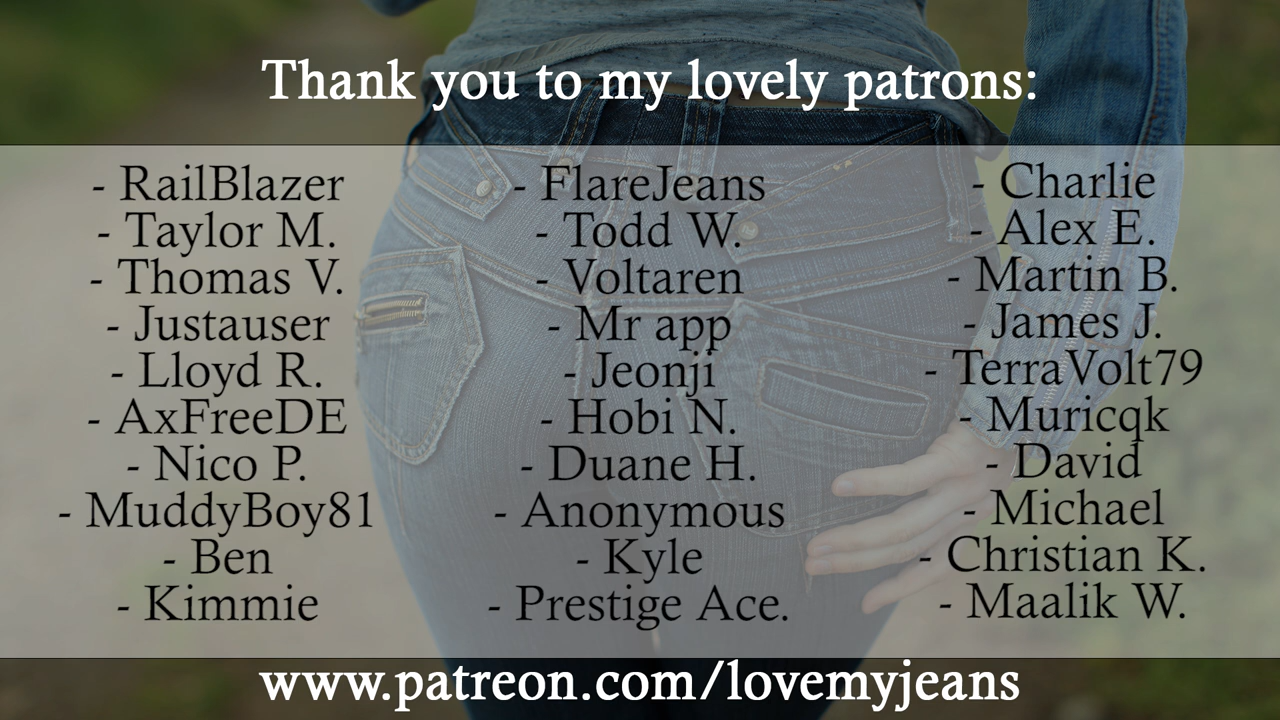 Thank you to my lovely patrons:
- RailBlazer
- Taylor M.
- Thomas V.
- Justauser
- Lloyd R.
- AxFreeDE
- Nico P.
- MuddyBoy81
- Ben
- Kimmie
- FlareJeans
- Todd W.
- Voltaren
- Mr app
- Jeonji
- Hobi N.
- Duane H.
- Anonymous
- Kyle
- Prestige Ace.
- Charlie
- Alex E.
- Martin B.
- James J.
- TerraVolt79
- Muricqk
- David
- Michael
- Christian K.
- Maalik W.
www.patreon.com/lovemyjeans